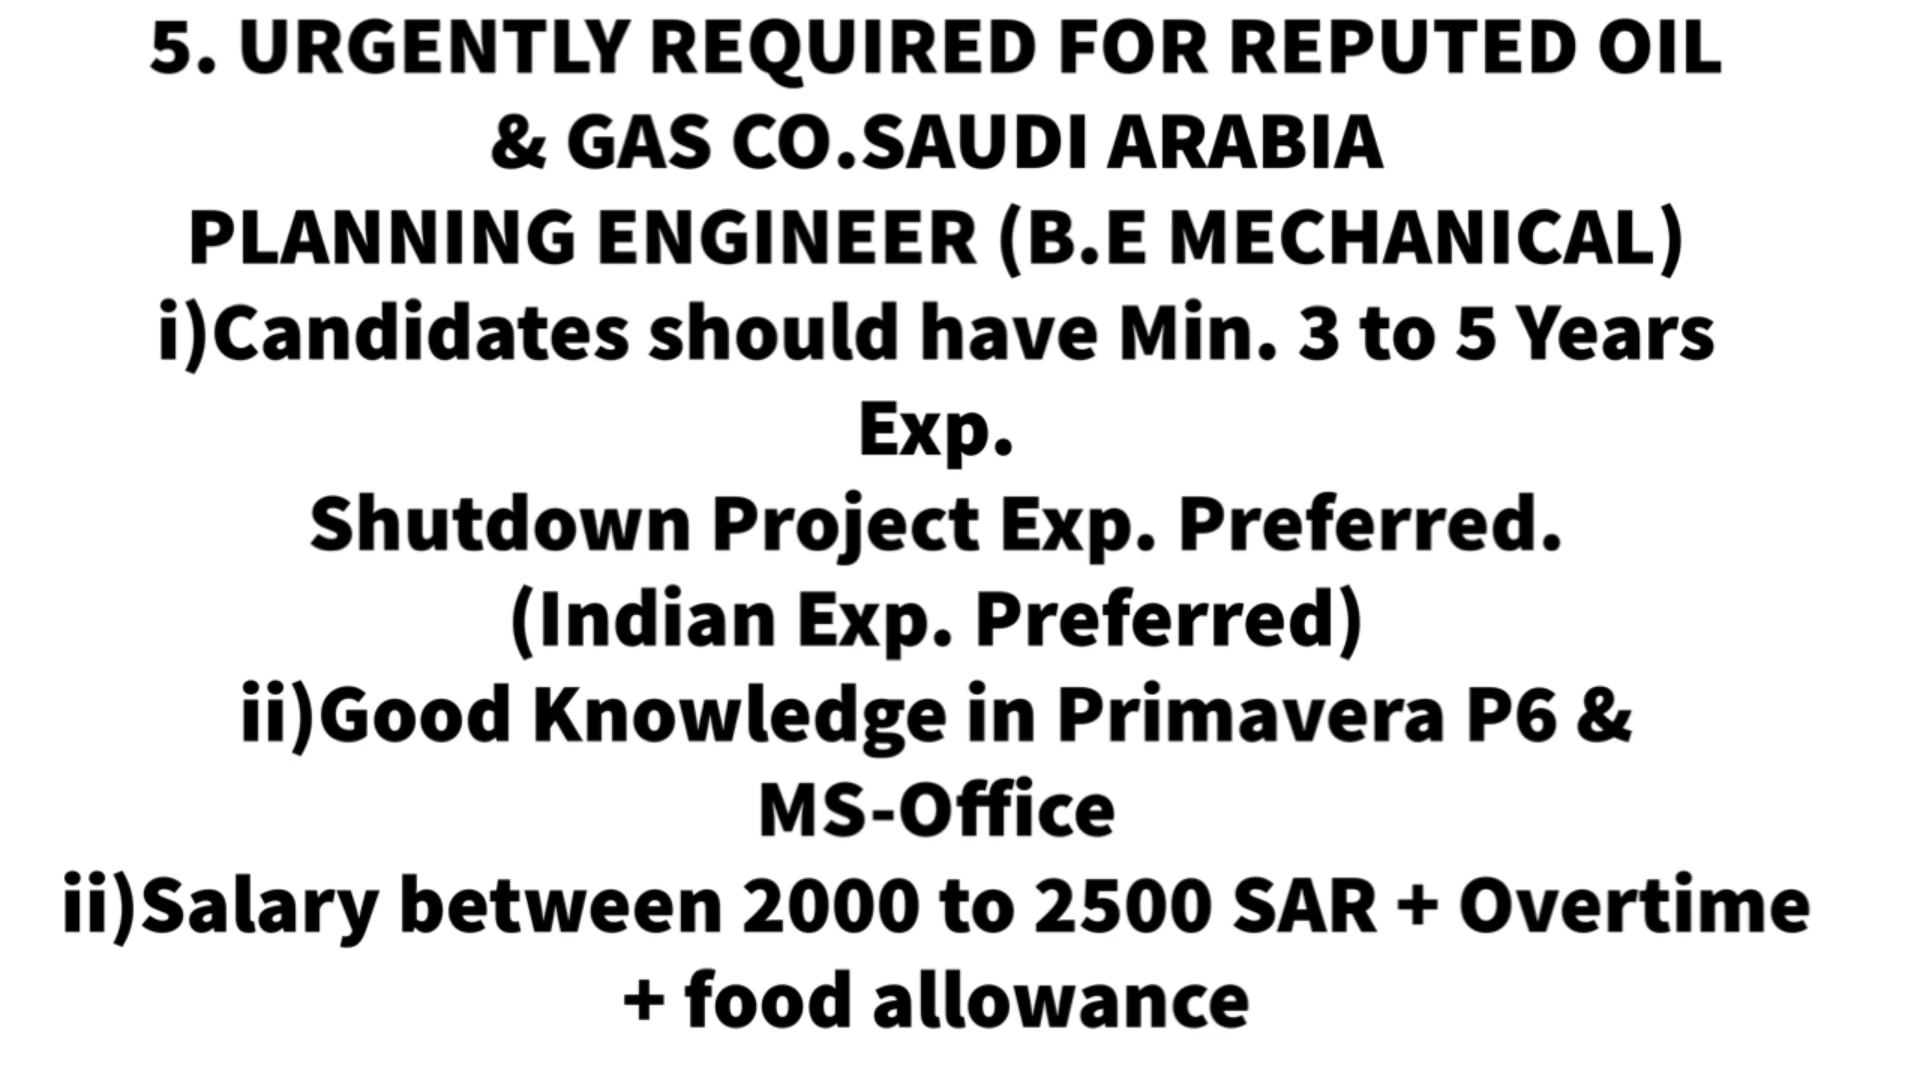 5. URGENTLY REQUIRED FOR REPUTED OIL
& GAS CO.SAUDI ARABIA
PLANNING ENGINEER (B.E MECHANICAL)
i)Candidates should have Min. 3 to 5 Years
Exp.
Shutdown Project Exp. Preferred.
(Indian Exp. Preferred)
ii)Good Knowledge in Primavera P6 &
MS-Office
ii)Salary between 2000 to 2500 SAR + Overtime
+ food allowance